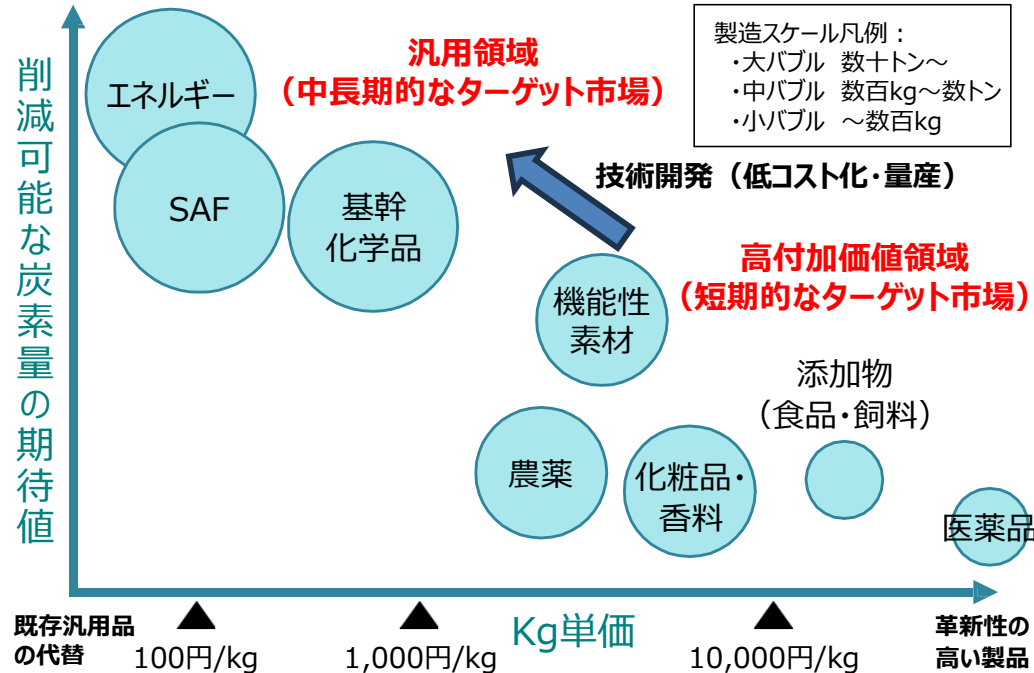 削減可能な炭素量の期待値
エネルギー
SAF
基幹
化学品
汎用領域
（中長期的なターゲット市場）
製造スケール凡例：
・大バブル 数十トン～
・中バブル 数百kg～数トン
・小バブル ～数百kg
技術開発（低コスト化・量産）
高付加価値領域
（短期的なターゲット市場）
機能性
素材
添加物
（食品・飼料）
農薬
化粧品・
香料
医薬品
既存汎用品
の代替
100円/kg
1,000円/kg
Kg単価
10,000円/kg
革新性の
高い製品